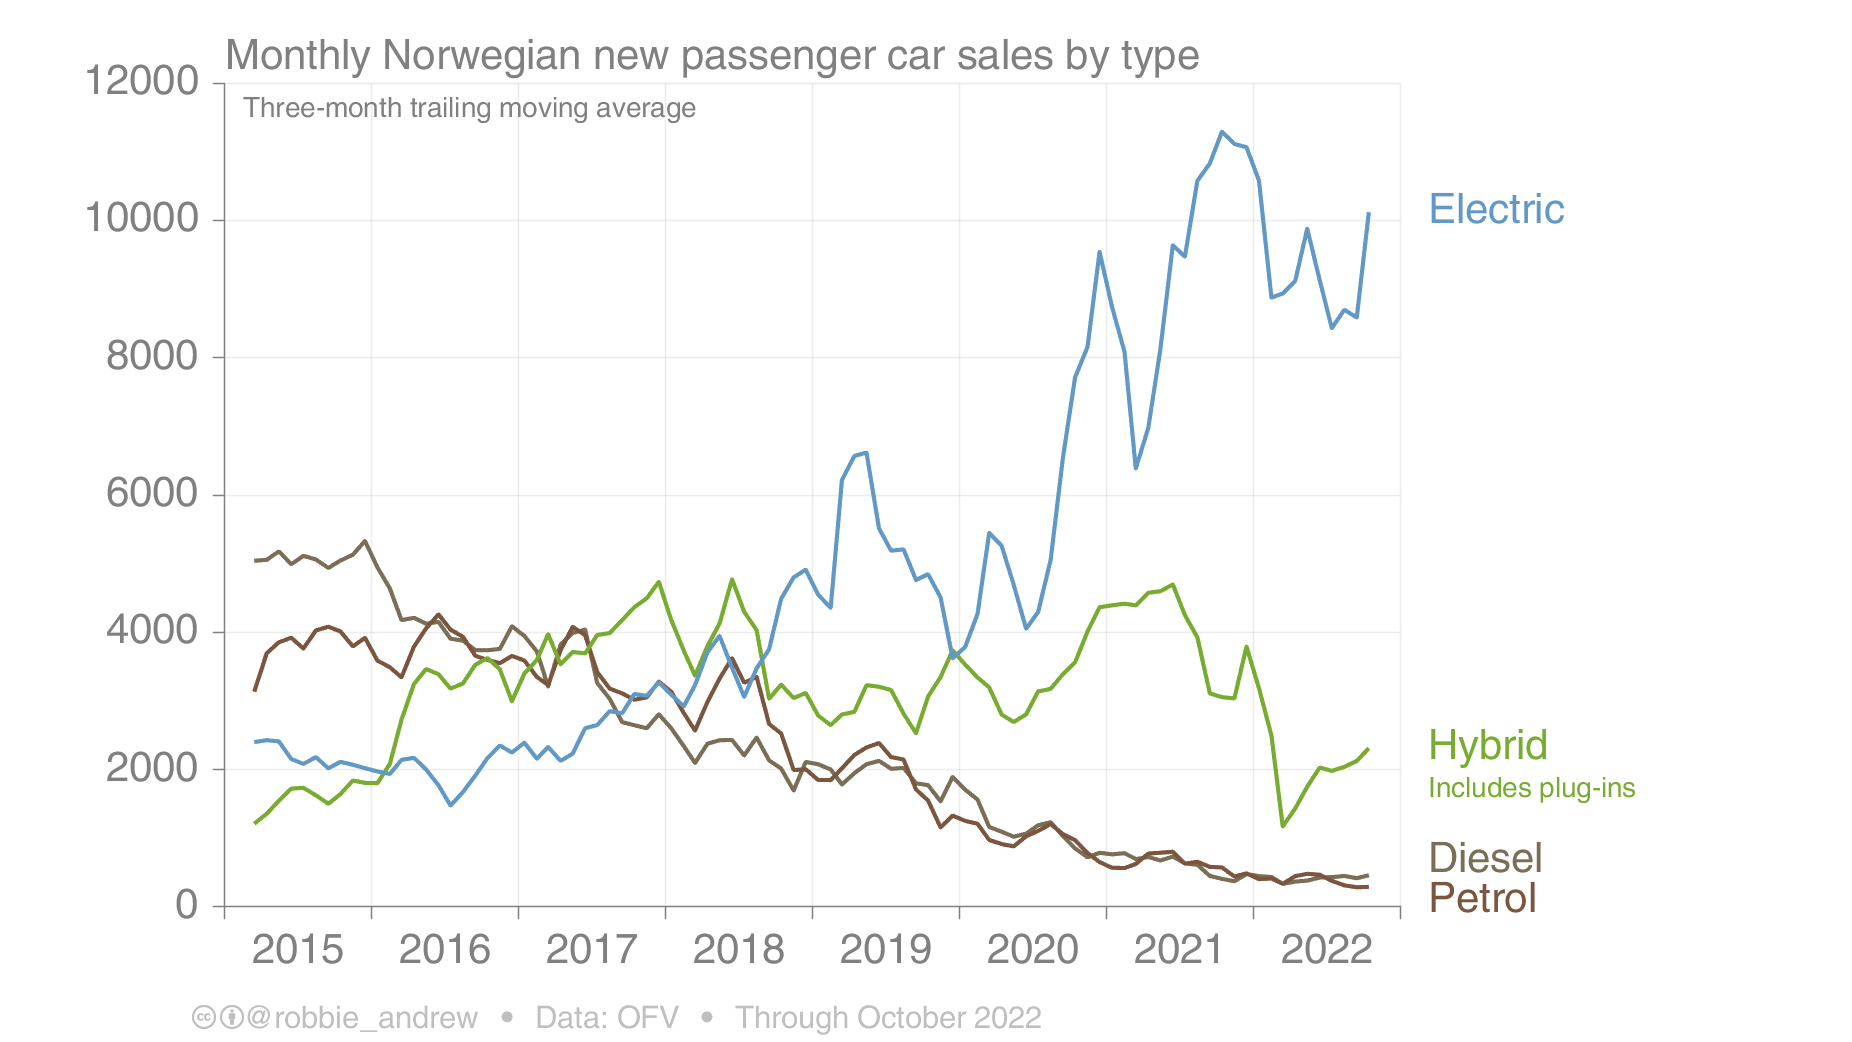 Monthly Norwegian new passenger car sales by type
Three-month trailing moving average
12000
10000
8000
6000
4000
2000
0
Electric
Hybrid
Includes plug-ins
Diesel
Petrol
2015 2016 2017 2018 2019 2020 2021 2022
@robbie_andrew • Data: OFV • Through October 2022